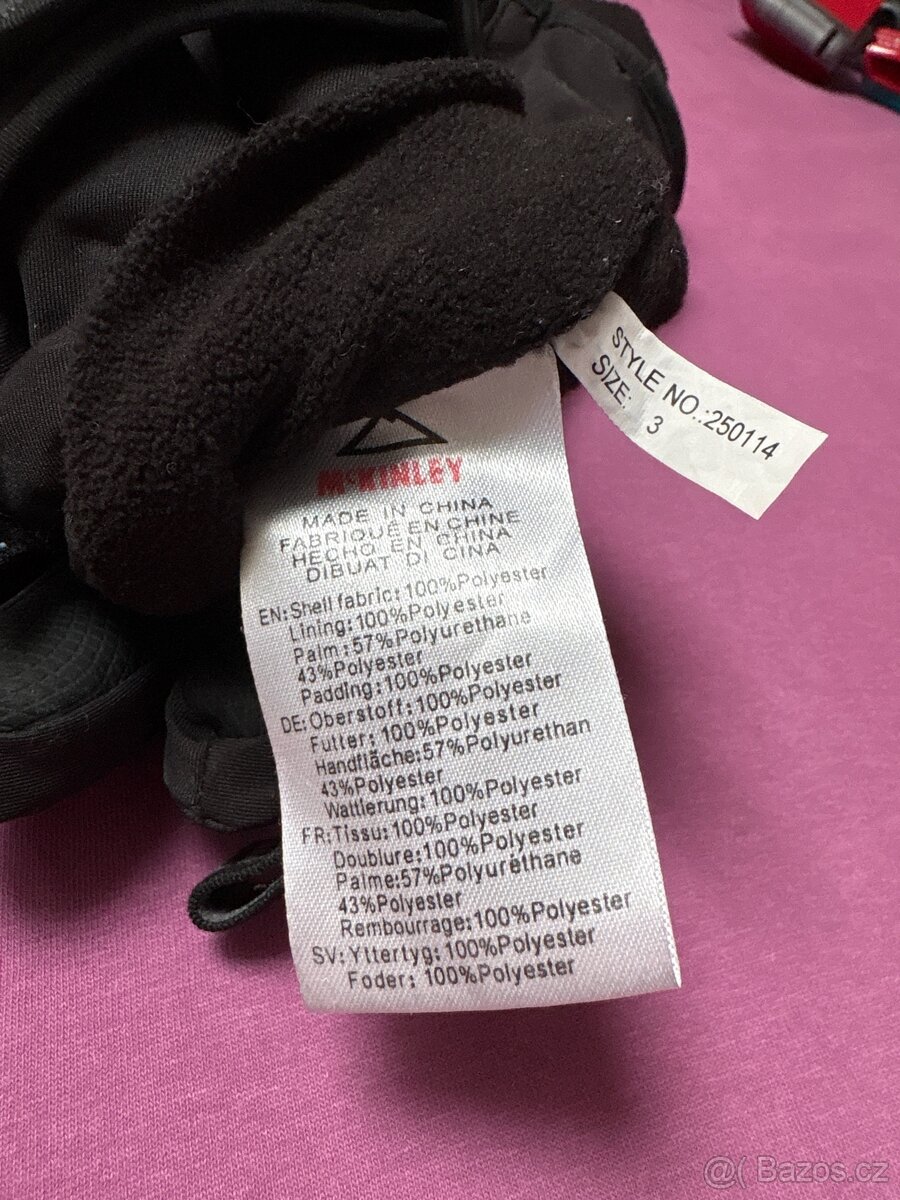 STYLE NO.:250114
SIZE: 3
McKINLEY
MADE IN CHINA
FABRIQUÉ EN CHINE
HECHO EN CHINA
DIBUAT DI CINA
EN:Shell fabric:100%Polyester
Lining:100%Polyester
Palm:57%Polyurethane
43%Polyester
Padding:100%Polyester
DE:Oberstoff:100%Polyester
Futter:100%Polyester
Handfläche:57%Polyurethan
43%Polyester
Wattierung:100%Polyester
FR:Tissu:100%Polyester
Doublure:100%Polyester
Palme:57%Polyuréthane
43%Polyester
Rembourrage:100%Polyester
SV:Yttertyg:100%Polyester
Foder:100%Polyester
@( Bazos.cz